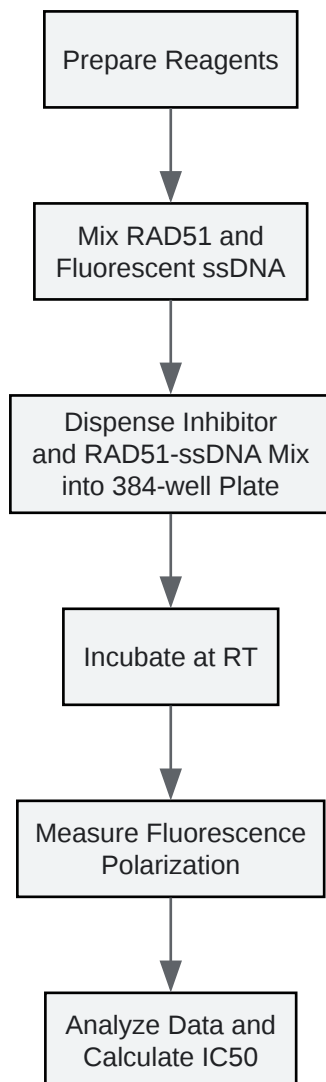 Prepare Reagents
Mix RAD51 and
Fluorescent ssDNA
Dispense Inhibitor
and RAD51-ssDNA Mix
into 384-well Plate
Incubate at RT
Measure Fluorescence
Polarization
Analyze Data and
Calculate IC50